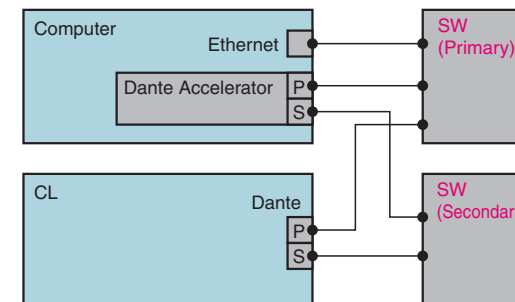 Computer
Ethernet
Dante Accelerator
P
S
SW
(Primary)
CL
Dante
P
S
SW
(Secondar